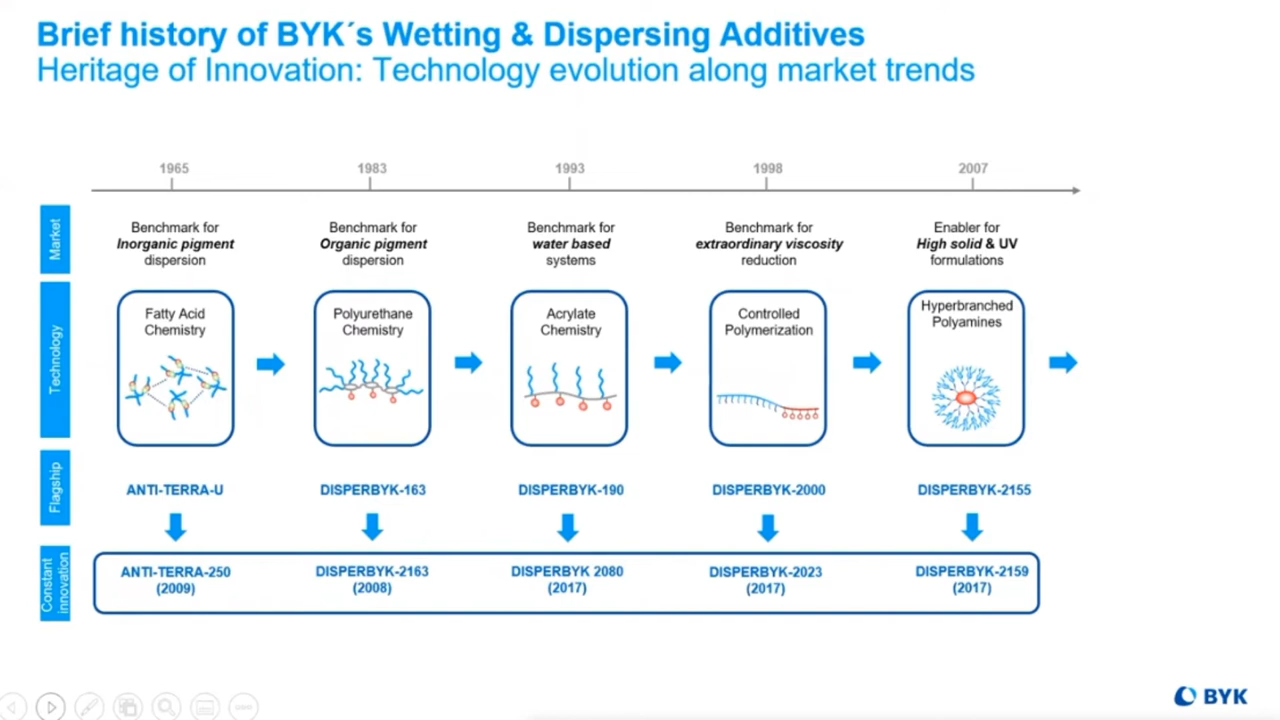 Brief history of BYK´s Wetting & Dispersing Additives
Heritage of Innovation: Technology evolution along market trends
1965
1983
1993
1998
2007
Market
Benchmark for
Inorganic pigment
dispersion
Benchmark for
Organic pigment
dispersion
Benchmark for
water based
systems
Benchmark for
extraordinary viscosity
reduction
Enabler for
High solid & UV
formulations
Technology
Fatty Acid
Chemistry
Polyurethane
Chemistry
Acrylate
Chemistry
Controlled
Polymerization
Hyperbranched
Polyamines
Flagship
ANTI-TERRA-U
DISPERBYK-163
DISPERBYK-190
DISPERBYK-2000
DISPERBYK-2155
Constant
innovation
ANTI-TERRA-250
(2009)
DISPERBYK-2163
(2008)
DISPERBYK 2080
(2017)
DISPERBYK-2023
(2017)
DISPERBYK-2159
(2017)
BYK